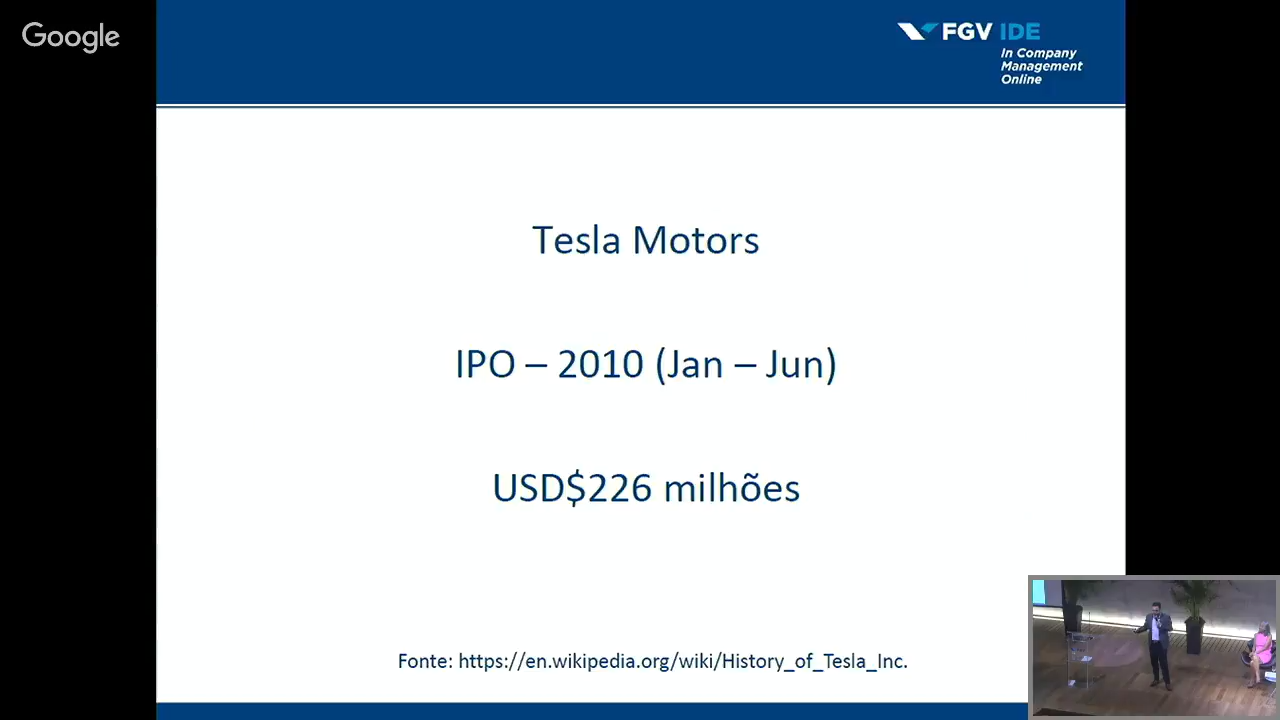 Google
FGV IDE
In Company
Management
Online
Tesla Motors
IPO – 2010 (Jan – Jun)
USD$226 milhões
Fonte: https://en.wikipedia.org/wiki/History_of_Tesla_Inc.